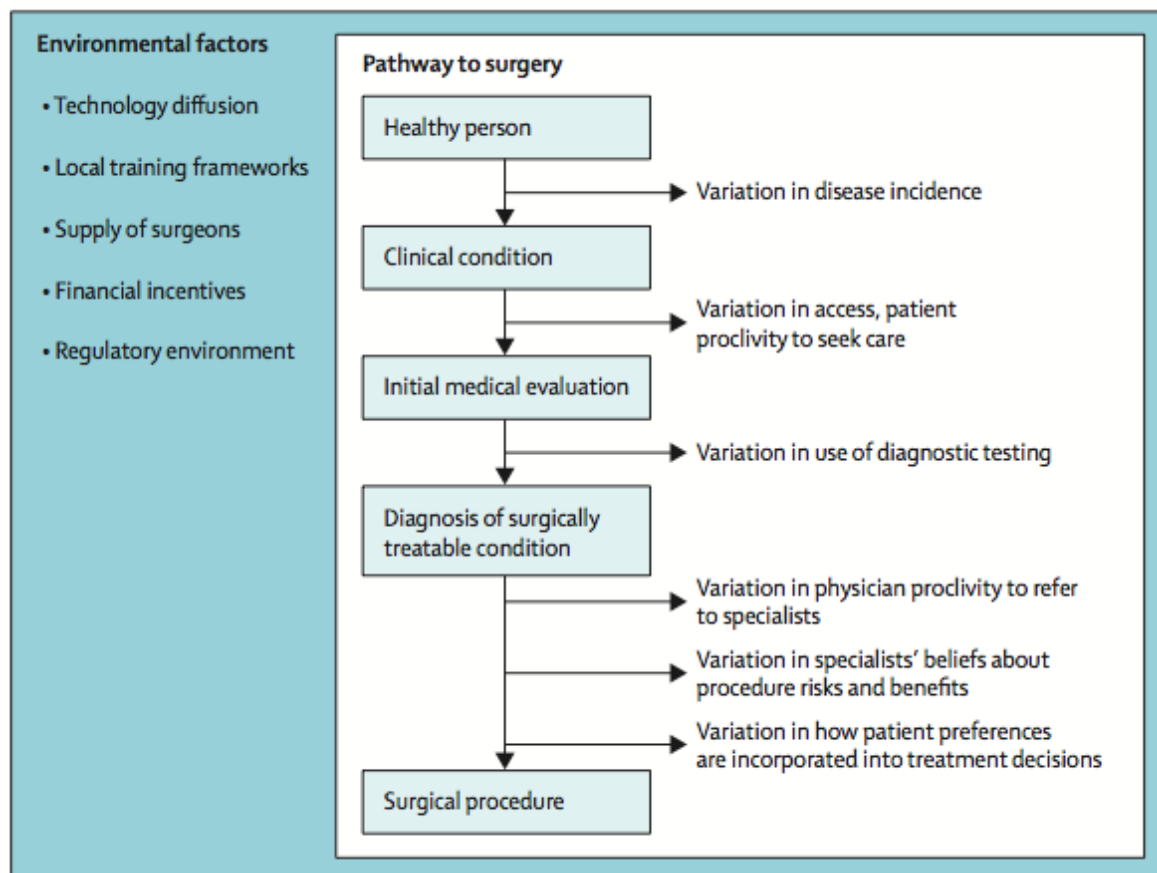 Environmental factors
• Technology diffusion
• Local training frameworks
• Supply of surgeons
• Financial incentives
• Regulatory environment
Pathway to surgery
Healthy person
Variation in disease incidence
Clinical condition
Variation in access, patient
proclivity to seek care
Initial medical evaluation
Variation in use of diagnostic testing
Diagnosis of surgically
treatable condition
Variation in physician proclivity to refer
to specialists
Variation in specialists’ beliefs about
procedure risks and benefits
Variation in how patient preferences
are incorporated into treatment decisions
Surgical procedure